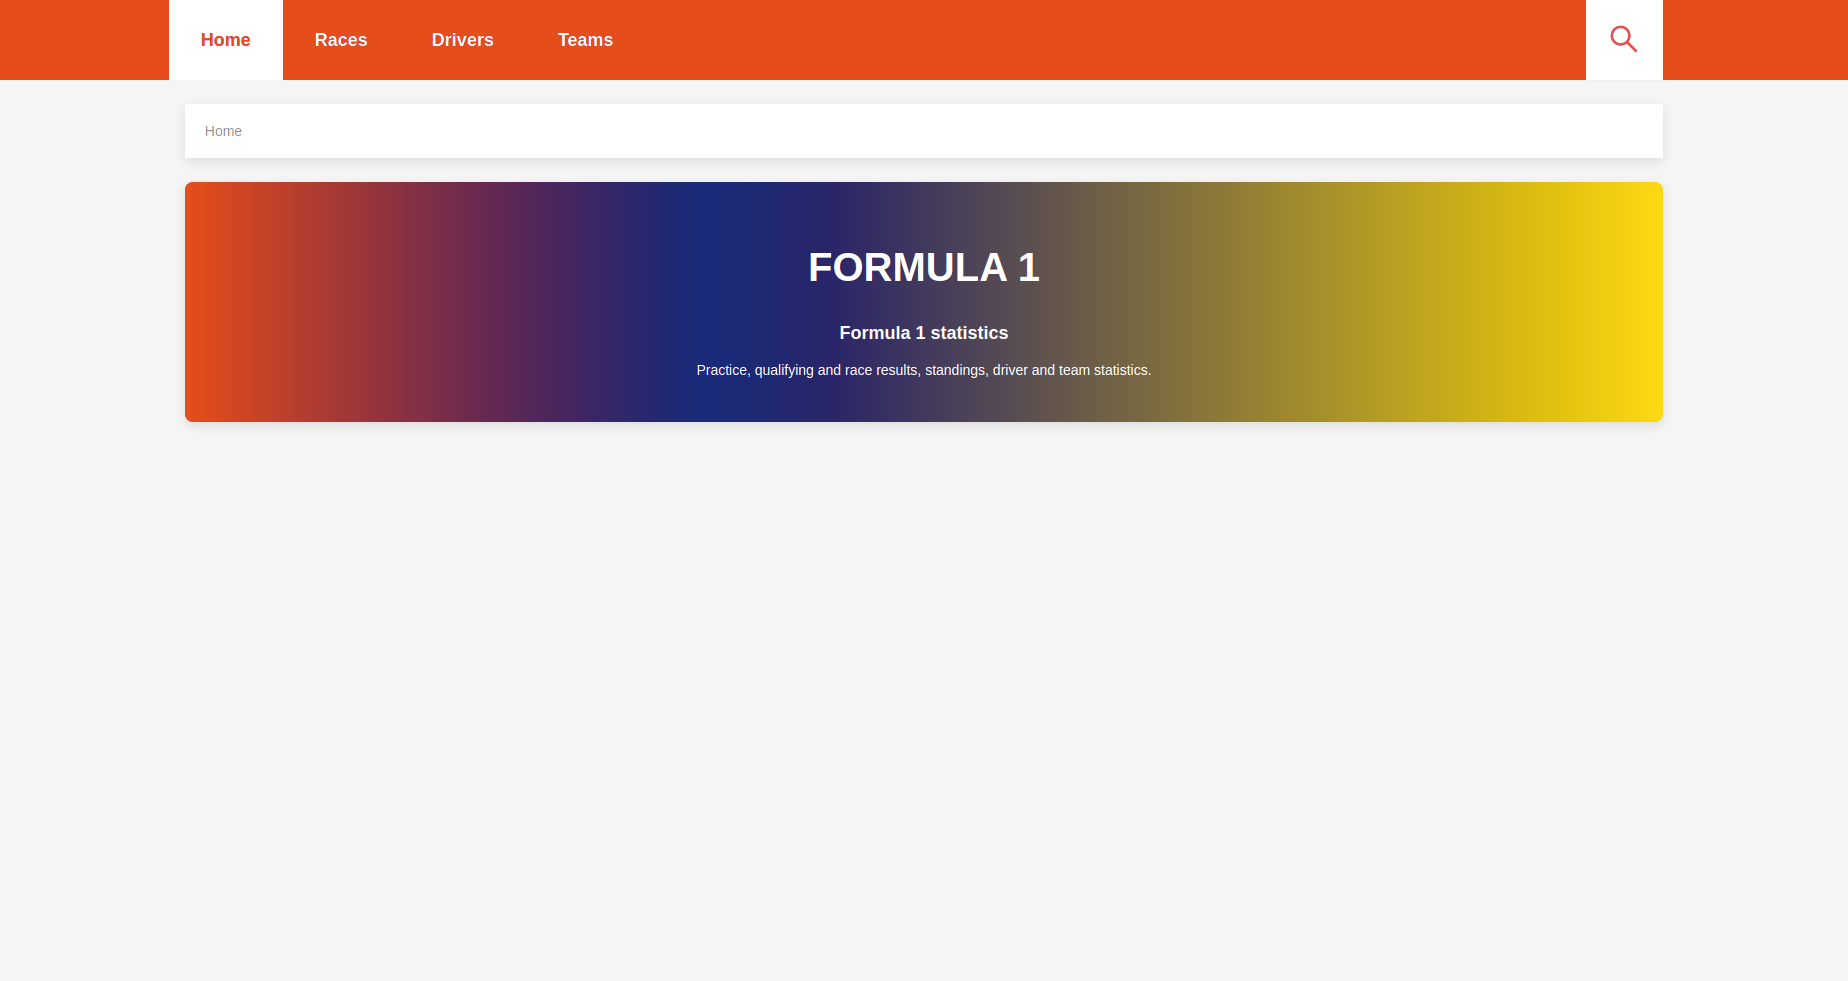 Home Races Drivers Teams
Home
FORMULA 1
Formula 1 statistics
Practice, qualifying and race results, standings, driver and team statistics.